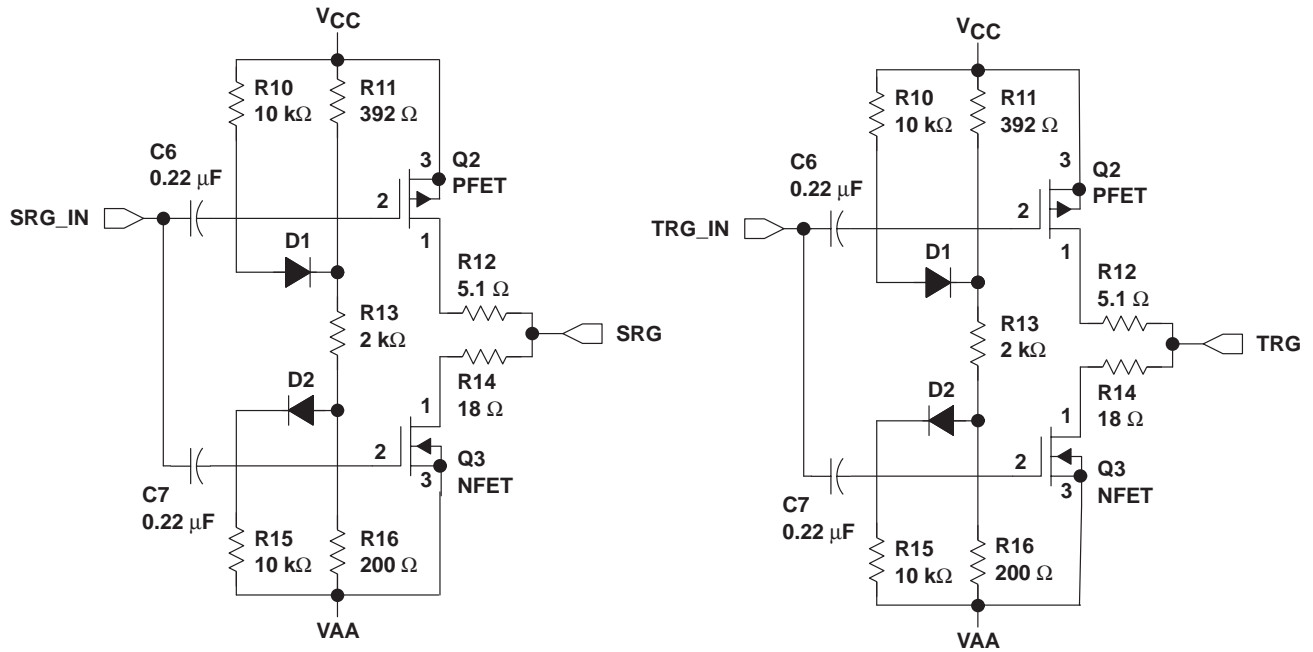 VCC
R10
10 kΩ
R11
392 Ω
C6
0.22 μF
3
Q2
PFET
2
SRG_IN
1
D1
R12
5.1 Ω
R13
2 kΩ
SRG
D2
R14
18 Ω
1
2
Q3
NFET
3
C7
0.22 μF
R15
10 kΩ
R16
200 Ω
VAA
VCC
R10
10 kΩ
R11
392 Ω
C6
0.22 μF
3
Q2
PFET
2
TRG_IN
1
D1
R12
5.1 Ω
R13
2 kΩ
TRG
D2
R14
18 Ω
1
2
Q3
NFET
3
C7
0.22 μF
R15
10 kΩ
R16
200 Ω
VAA